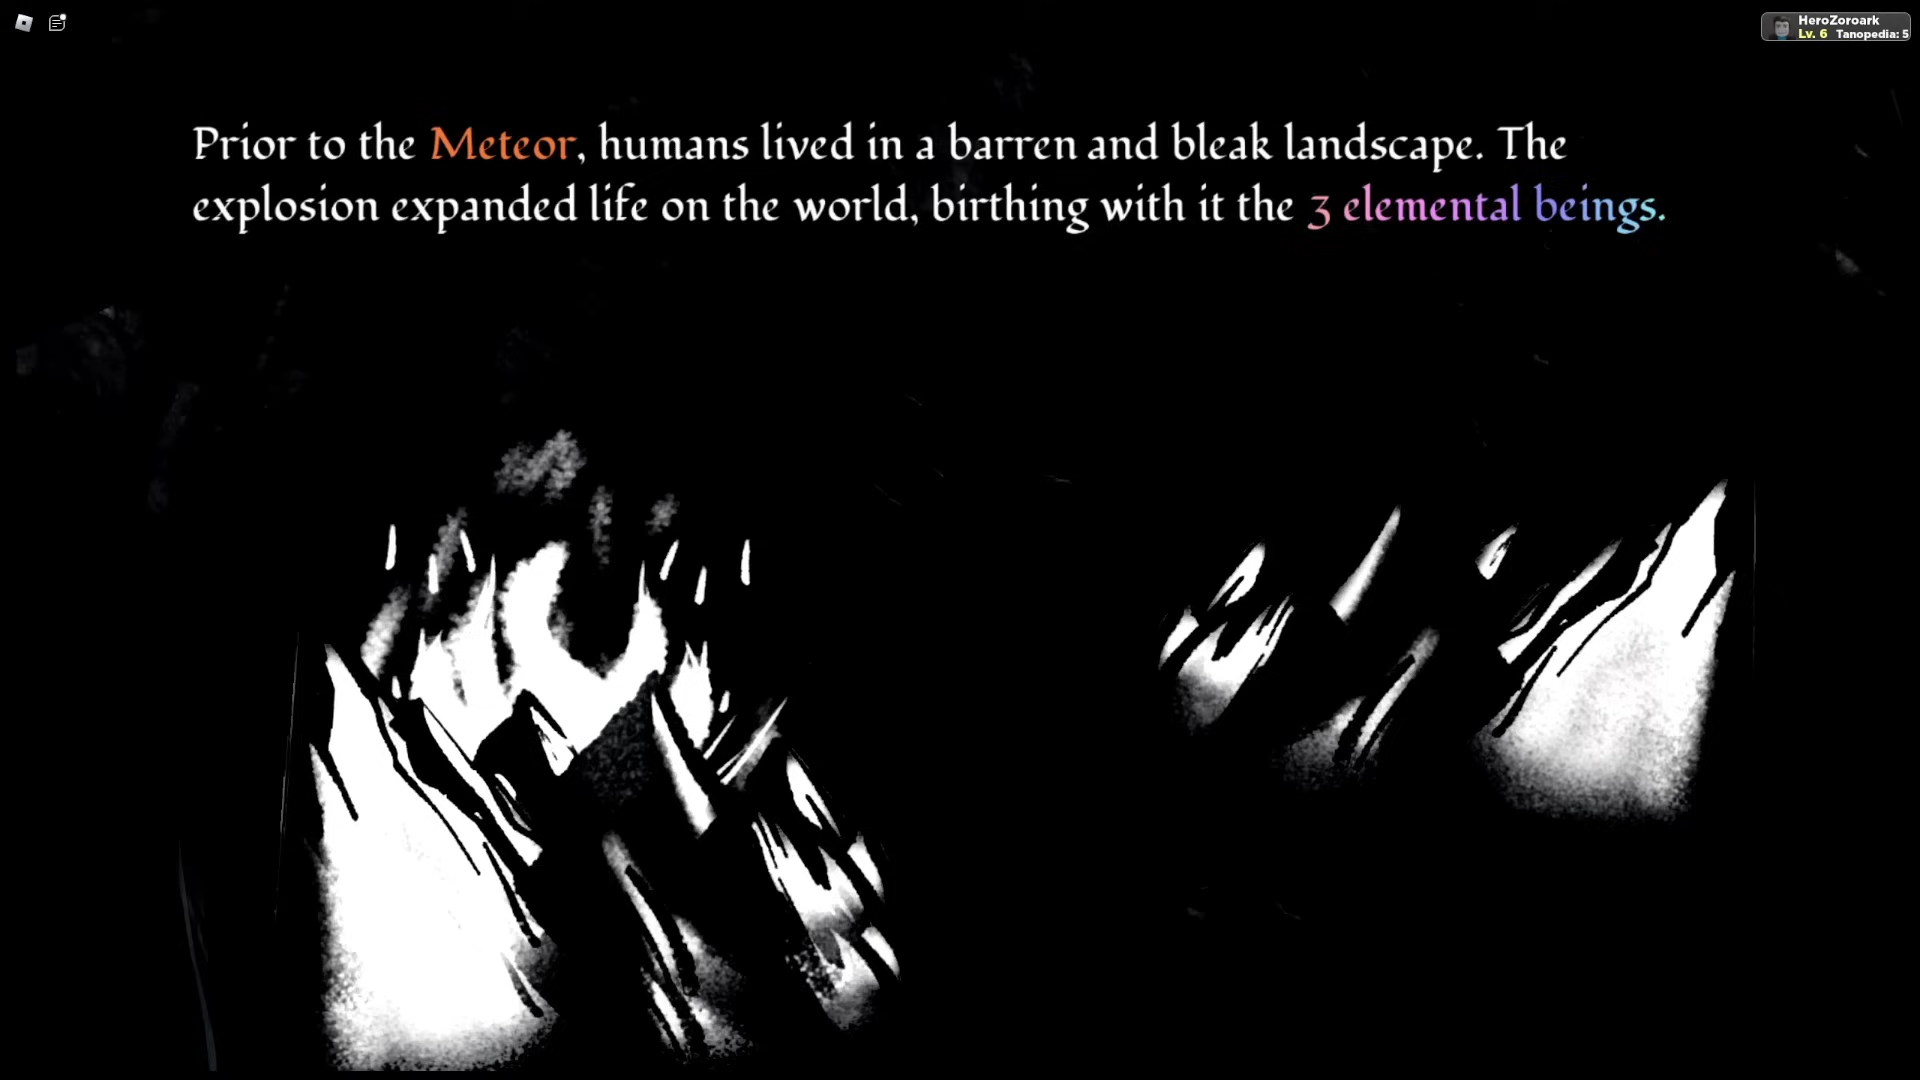 HeroZoroark
Lv. 6 Tanopedia: 5
Prior to the Meteor, humans lived in a barren and bleak landscape. The
explosion expanded life on the world, birthing with it the 3 elemental beings.